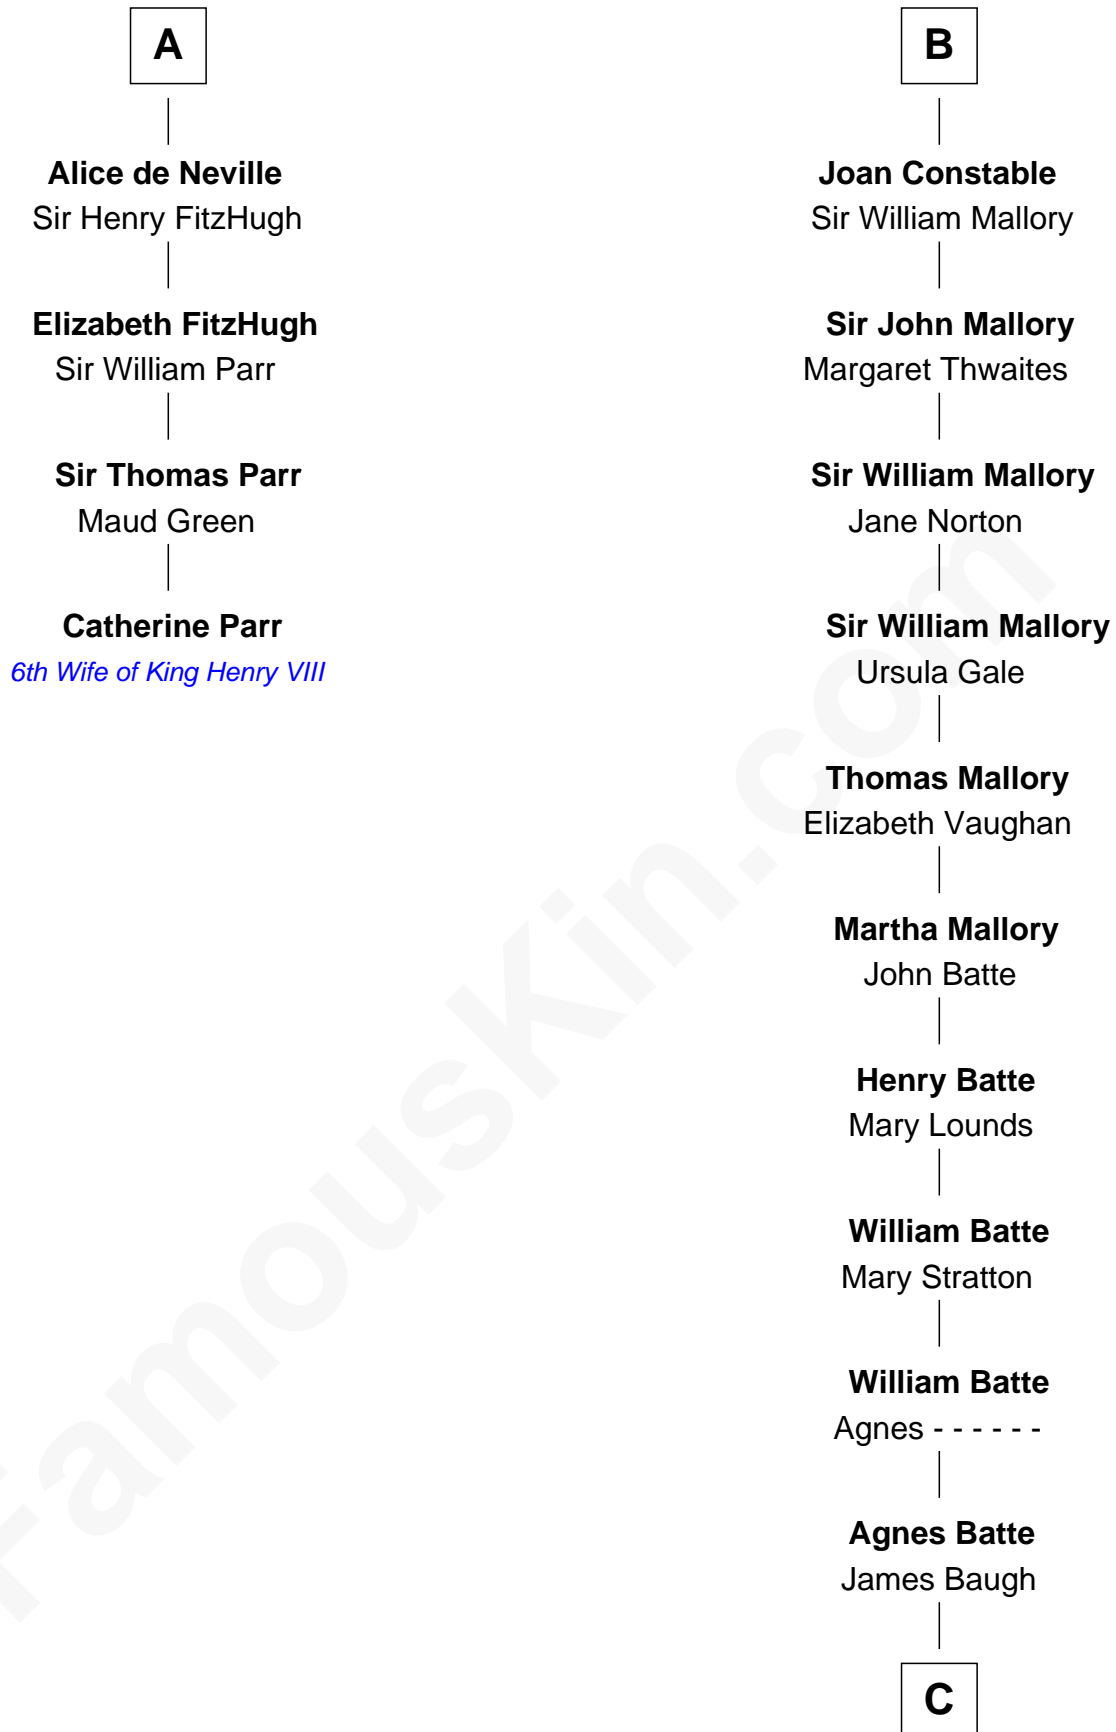 A
Alice de Neville
Sir Henry FitzHugh
Elizabeth FitzHugh
Sir William Parr
Sir Thomas Parr
Maud Green
Catherine Parr
6th Wife of King Henry VIII
B
Joan Constable
Sir William Mallory
Sir John Mallory
Margaret Thwaites
Sir William Mallory
Jane Norton
Sir William Mallory
Ursula Gale
Thomas Mallory
Elizabeth Vaughan
Martha Mallory
John Batte
Henry Batte
Mary Lounds
William Batte
Mary Stratton
William Batte
Agnes - - - - - -
Agnes Batte
James Baugh
C
FamousKin.com